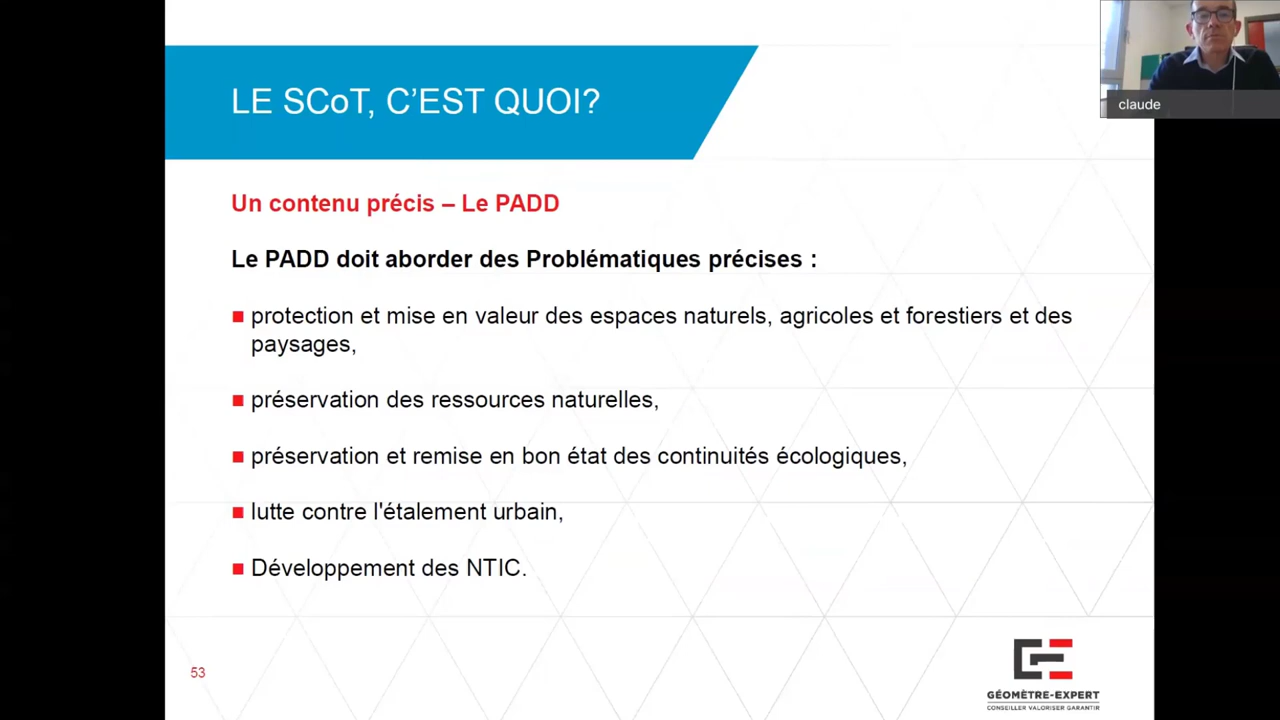 LE SCoT, C’EST QUOI?
claude
Un contenu précis – Le PADD
Le PADD doit aborder des Problématiques précises :
protection et mise en valeur des espaces naturels, agricoles et forestiers et des
paysages,
préservation des ressources naturelles,
préservation et remise en bon état des continuités écologiques,
lutte contre l'étalement urbain,
Développement des NTIC.
53
GÉOMÈTRE-EXPERT
CONSEILLER VALORISER GARANTIR